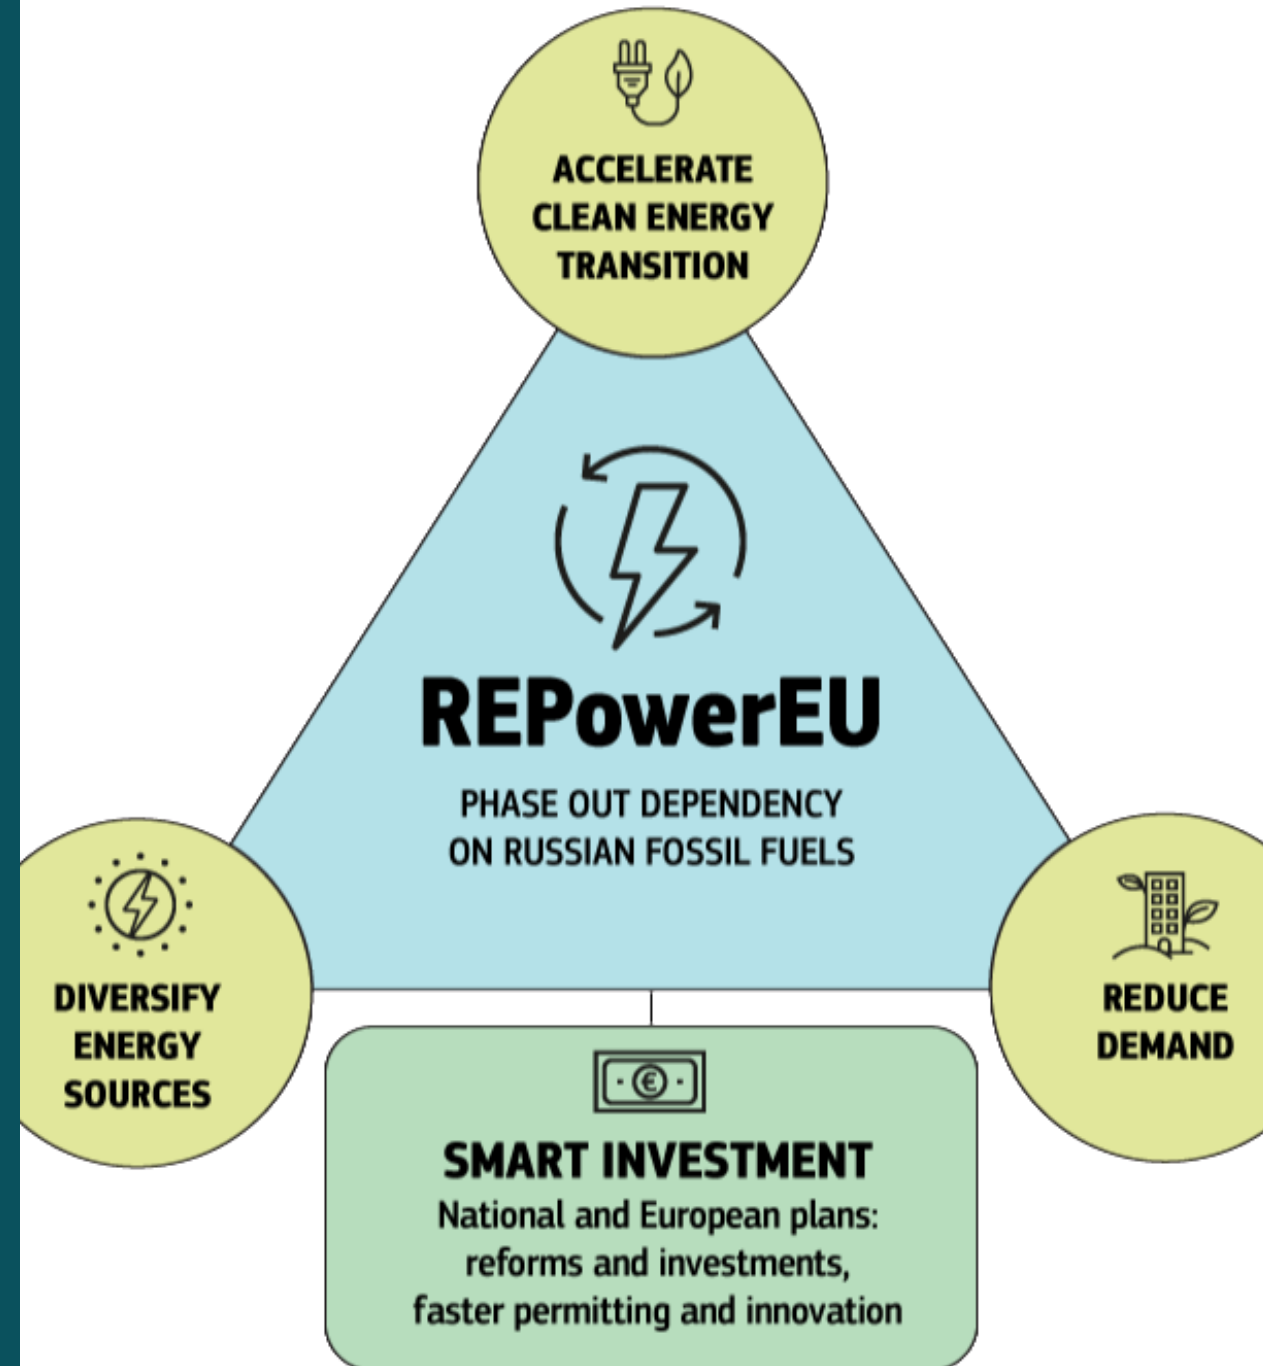 ACCELERATE
CLEAN ENERGY
TRANSITION
REPowerEU
PHASE OUT DEPENDENCY
ON RUSSIAN FOSSIL FUELS
DIVERSIFY
ENERGY
SOURCES
REDUCE
DEMAND
€
SMART INVESTMENT
National and European plans:
reforms and investments,
faster permitting and innovation